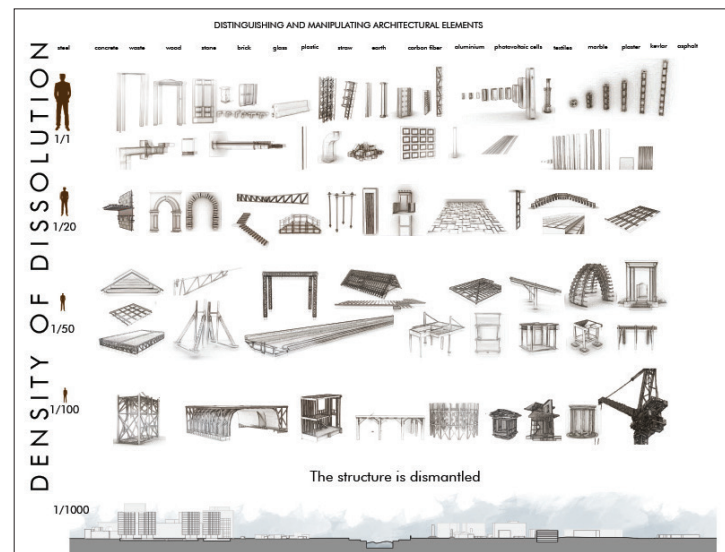 DISTINGUISHING AND MANIPULATING ARCHITECTURAL ELEMENTS
steel concrete waste wood stone brick glass plastic straw earth carbon fiber aluminium photovoltaic cells textiles marble plaster kevlar asphalt
DENSITY OF DISSOLUTION
1/1
1/20
1/50
1/100
The structure is dismantled
1/1000